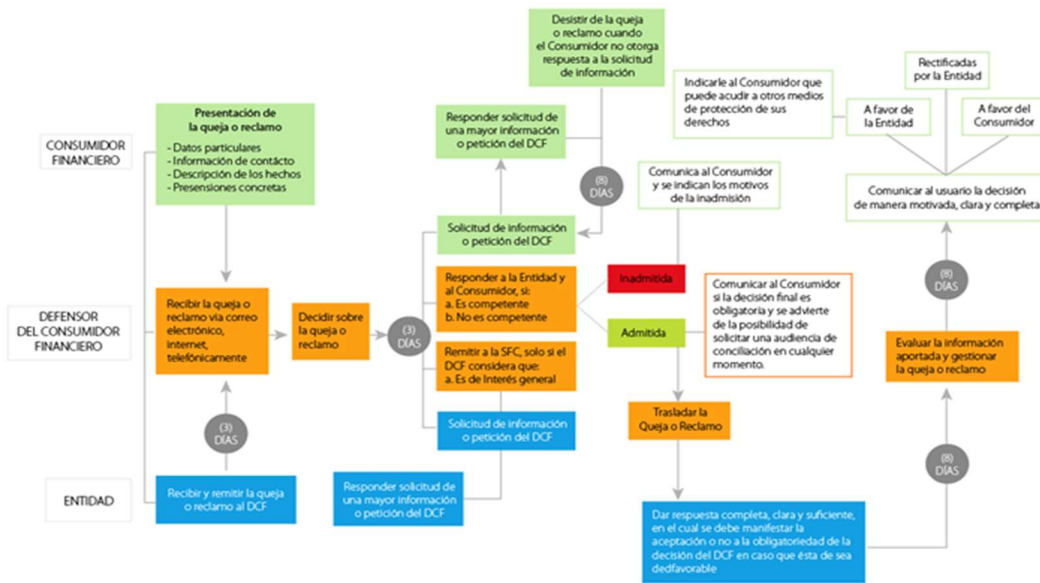 Desistir de la queja
o reclamo cuando
el Consumidor no otorga
respuesta a la solicitud
de información
Rectificadas
por la Entidad
Indicarle al Consumidor que
puede acudir a otros medios
de protección de sus
derechos
A favor de
la Entidad
A favor del
Consumidor
CONSUMIDOR
FINANCIERO
Presentación de
la queja o reclamo
- Datos particulares
- Información de contácto
- Descripción de los hechos
- Presensiones concretas
Responder solicitud de
una mayor información
o petición del DCF
(8)
DÍAS
Comunica al Consumidor
y se indican los motivos
de la inadmisión
Comunicar al usuario la decisión
de manera motivada, clara y completa
Solicitud de información
o petición del DCF
DEFENSOR
DEL CONSUMIDOR
FINANCIERO
Recibir la queja o
reclamo via correo
electrónico,
internet,
telefónicamente
Decidir sobre
la queja o
reclamo
(3)
DÍAS
Responder a la Entidad y
al Consumidor, si:
a. Es competente
b. No es competente
Inadmitida
Admitida
Comunicar al Consumidor
si la decisión final es
obligatoria y se advierte
de la posibilidad de
solicitar una audiencia de
conciliación en cualquier
momento.
(8)
DÍAS
Evaluar la información
aportada y gestionar
la queja o reclamo
Remitir a la SFC, solo si el
DCF considera que:
a. Es de Interés general
Trasladar la
Queja o Reclamo
(3)
DÍAS
Solicitud de información
o petición del DCF
(8)
DÍAS
ENTIDAD
Recibir y remitir la queja
o reclamo al DCF
Responder solicitud de
una mayor información
o petición del DCF
Dar respuesta completa, clara y suficiente,
en el cual se debe manifestar la
aceptación o no a la obligatoriedad de la
decisión del DCF en caso que ésta de sea
dedfavorable